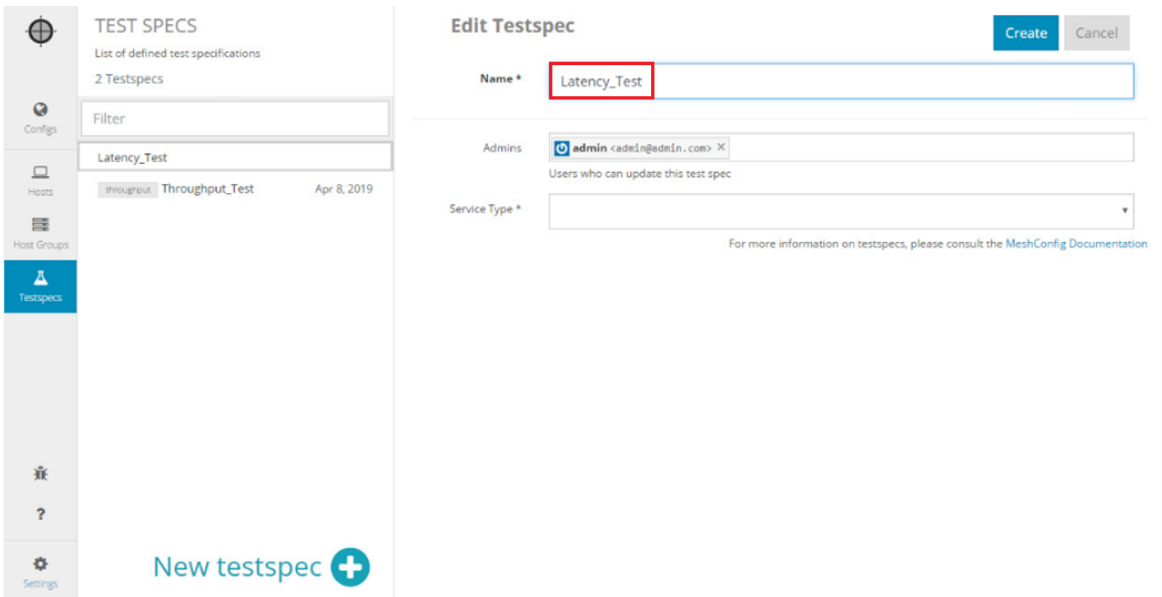 TEST SPECS
List of defined test specifications
2 Testspecs
Filter
Latency_Test
throughput Throughput_Test Apr 8, 2019
New testspec
Configs
Hosts
Host Groups
Testspecs
?
Settings
Edit Testspec
Create Cancel
Name * Latency_Test
Admins admin <admin@admin.com> ×
Users who can update this test spec
Service Type *
For more information on testspecs, please consult the MeshConfig Documentation